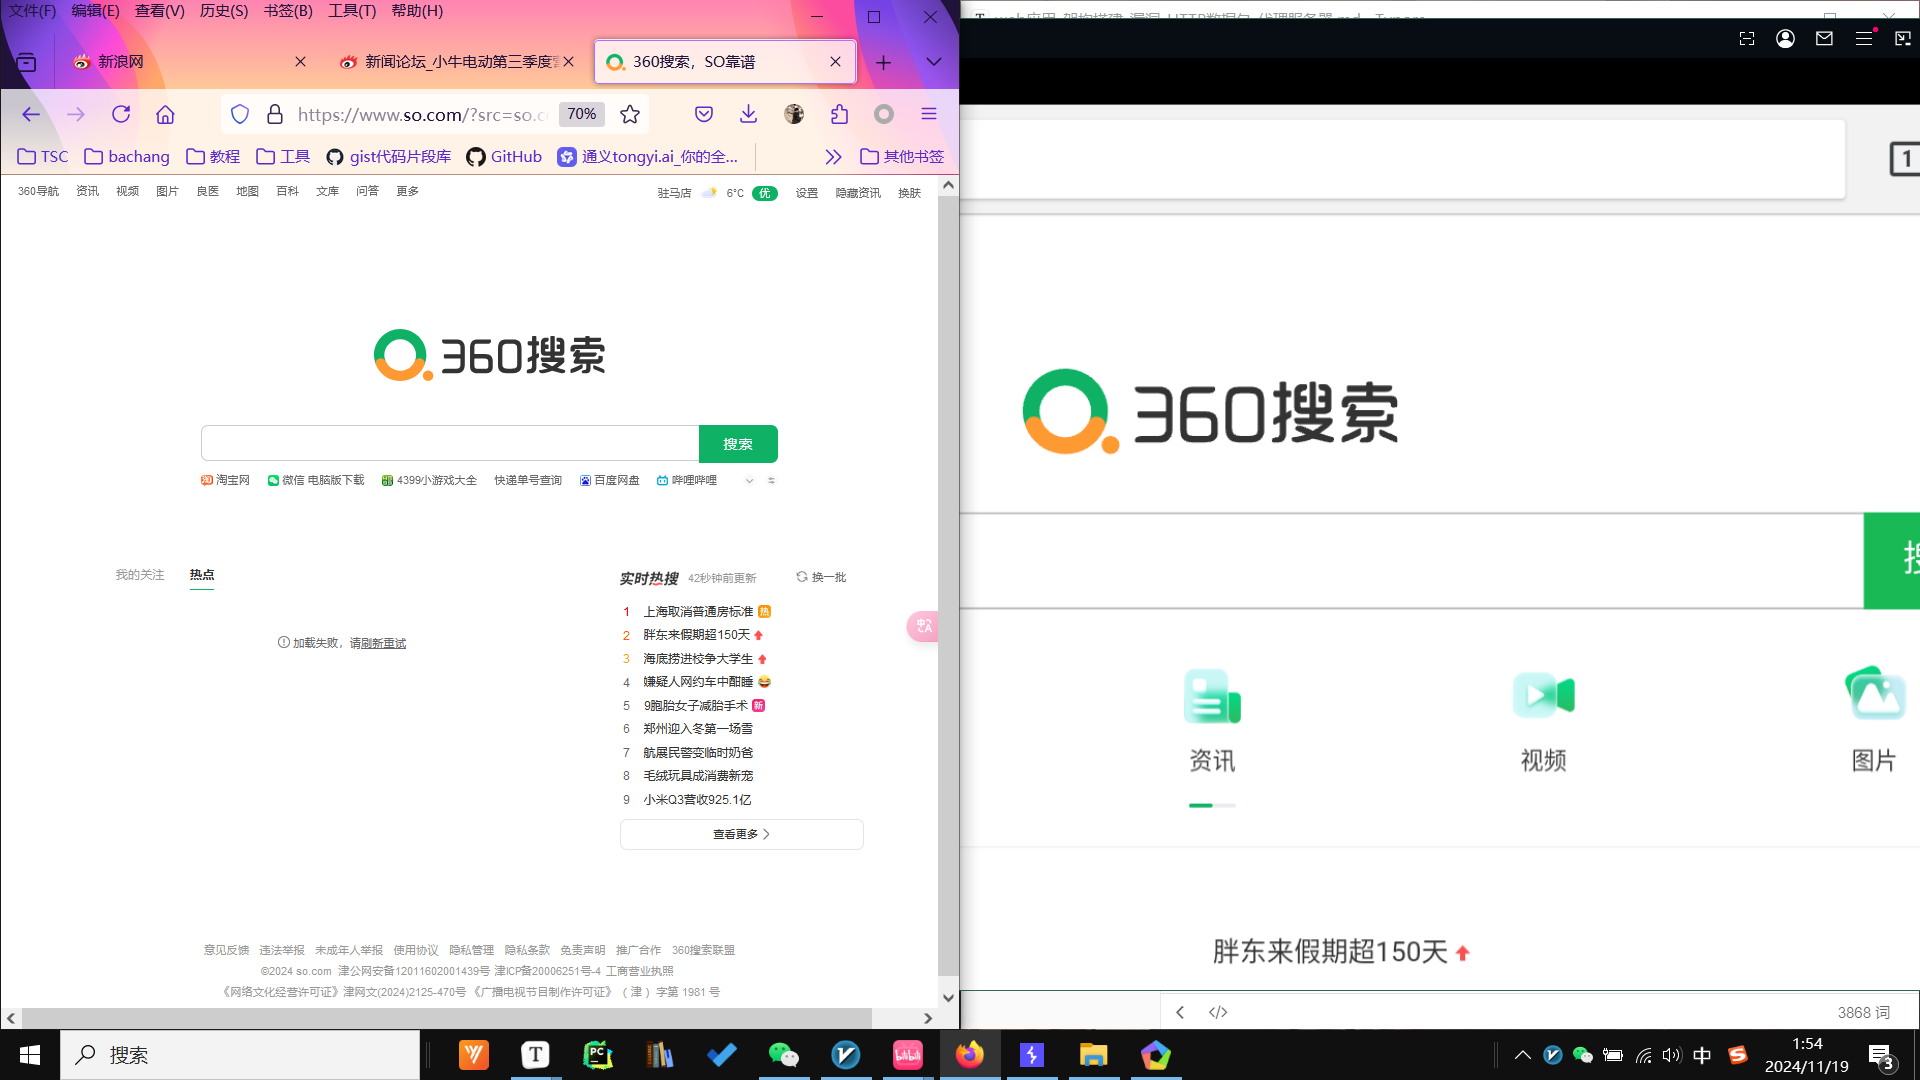 文件(F) 编辑(E) 查看(V) 历史(S) 书签(B) 工具(T) 帮助(H)
新浪网
新闻论坛_小牛电动第三季度
360搜索，SO靠谱
https://www.so.com/?src=so.c
70%
TSC
bachang
教程
工具
gist代码片段库
GitHub
通义tongyi.ai_你的全...
其他书签
360导航 资讯 视频 图片 良医 地图 百科 文库 问答 更多
驻马店 6°C 优 设置 隐藏资讯 换肤
360搜索
搜索
淘宝网 微信 电脑版下载 4399小游戏大全 快递单号查询 百度网盘 哔哩哔哩
我的关注 热点
加载失败，请刷新重试
实时热搜 42秒钟前更新 换一批
1 上海取消普通房标准 热
2 胖东来假期超150天
3 海底捞进校争大学生
4 嫌疑人网约车中酣睡
5 9胞胎女子减胎手术 新
6 郑州迎入冬第一场雪
7 航展民警变临时奶爸
8 毛绒玩具成消费新宠
9 小米Q3营收925.1亿
查看更多
意见反馈 违法举报 未成年人举报 使用协议 隐私管理 隐私条款 免责声明 推广合作 360搜索联盟
©2024 so.com 津公网安备12011602001439号 津ICP备20006251号-4 工商营业执照
《网络文化经营许可证》津网文(2024)2125-470号 《广播电视节目制作许可证》（津）字第 1981 号
1
360搜索
资讯
视频
图片
胖东来假期超150天
3868 词
搜索
中
1:54
2024/11/19
3